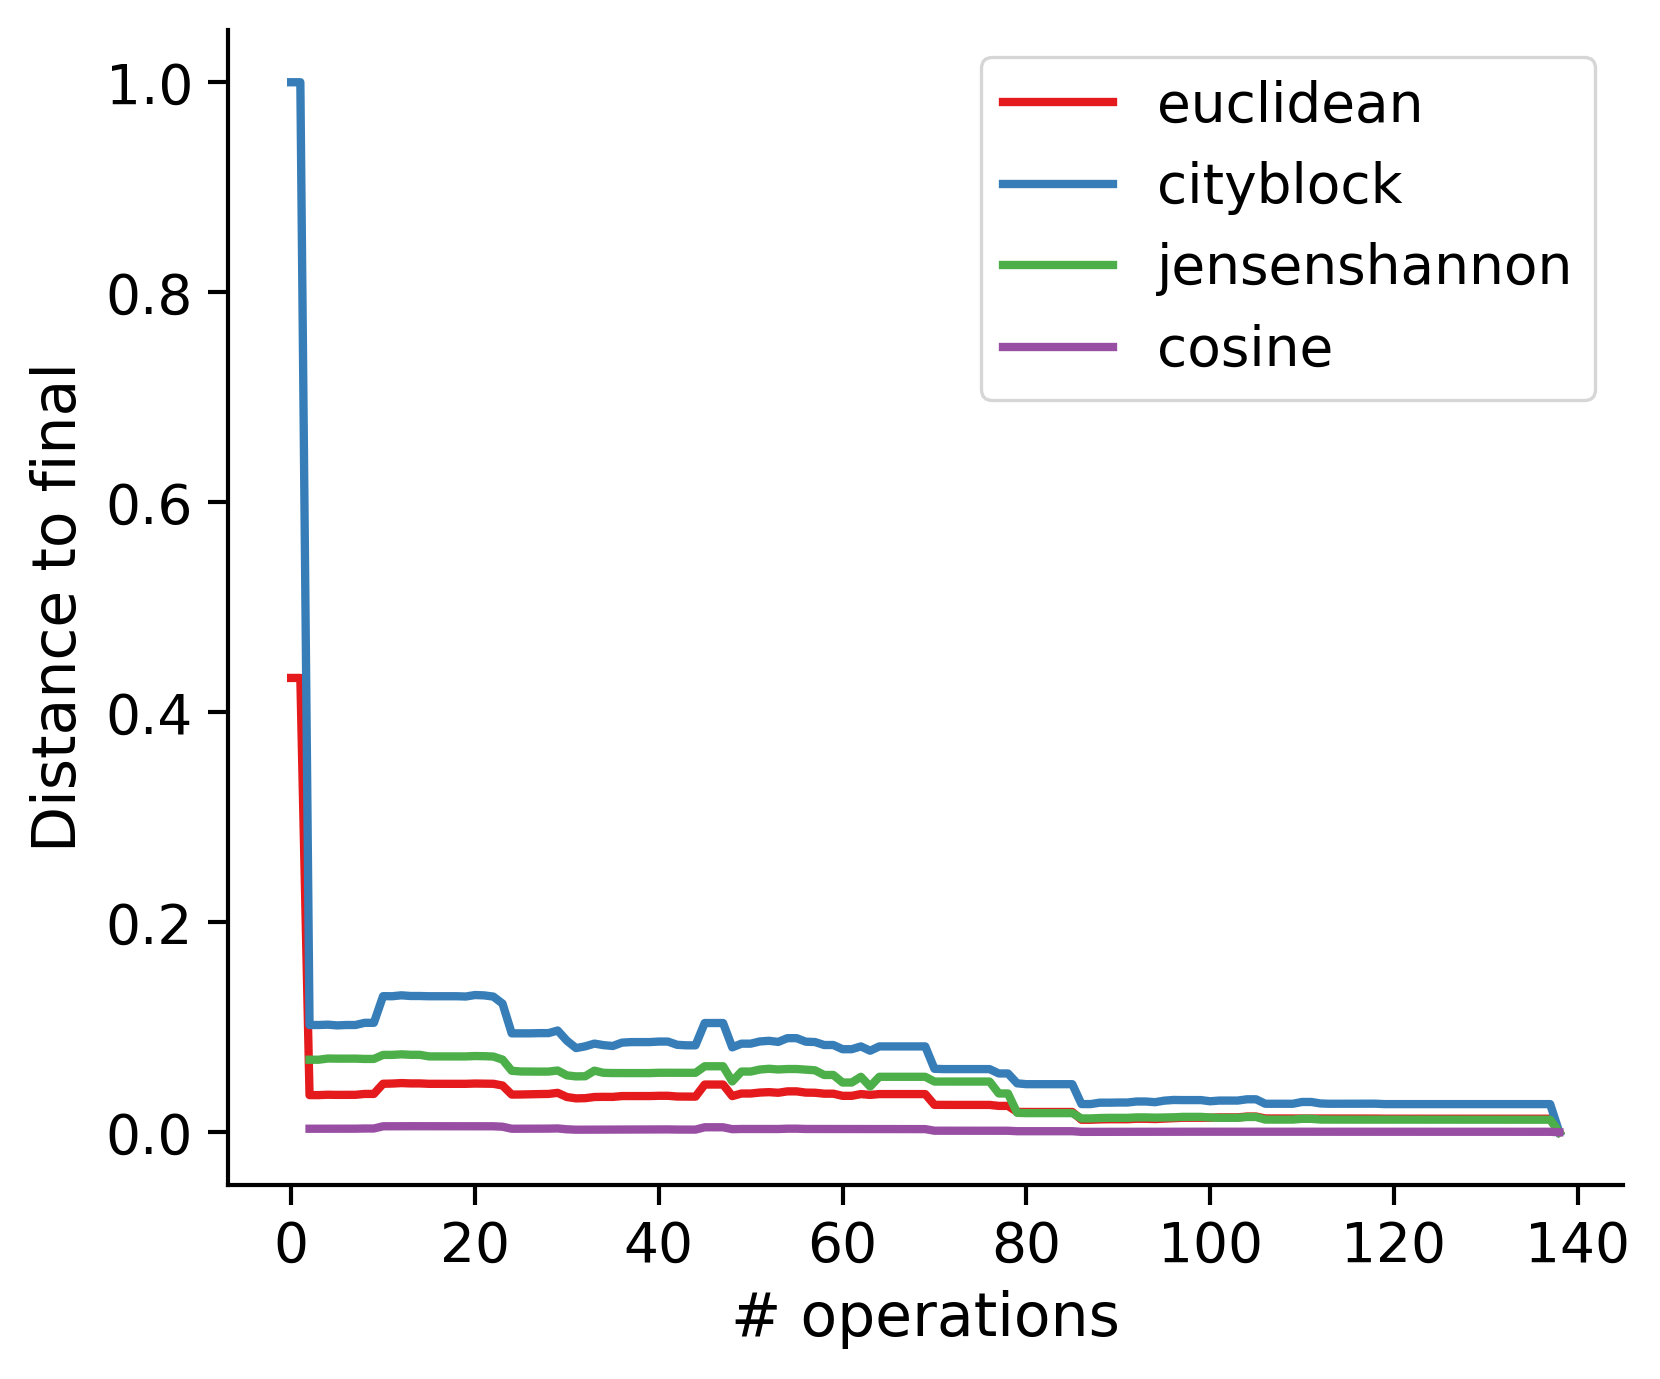 Distance to final
1.0
0.8
0.6
0.4
0.2
0.0
euclidean
cityblock
jensenshannon
cosine
0 20 40 60 80 100 120 140
# operations